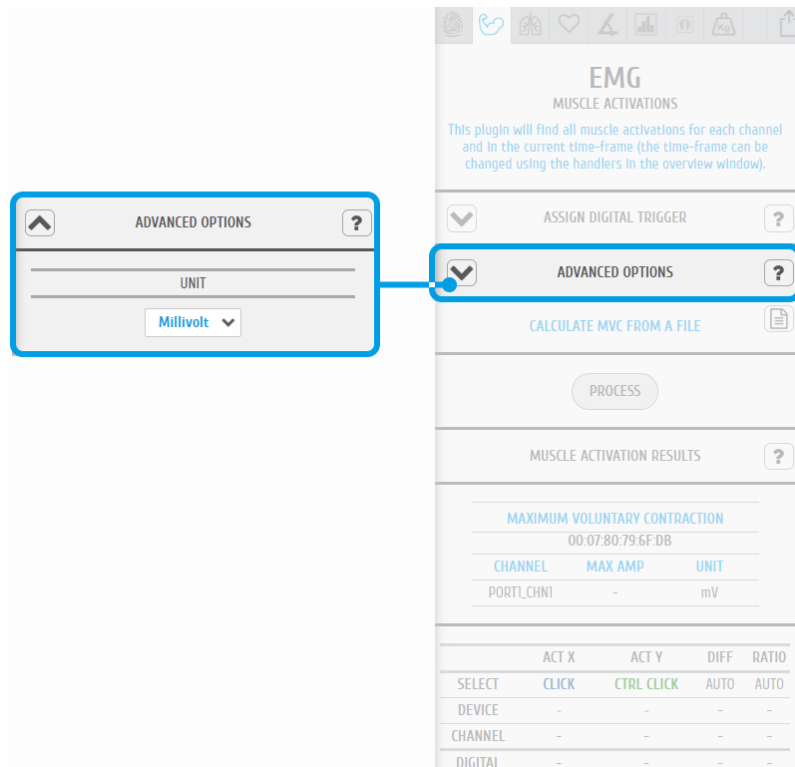 Kg
EMG
MUSCLE ACTIVATIONS
This plugin will find all muscle activations for each channel
and in the current time-frame (the time-frame can be
changed using the handlers in the overview window).
ADVANCED OPTIONS ?
UNIT
Millivolt
ASSIGN DIGITAL TRIGGER ?
ADVANCED OPTIONS ?
CALCULATE MVC FROM A FILE
PROCESS
MUSCLE ACTIVATION RESULTS ?
MAXIMUM VOLUNTARY CONTRACTION
00:07:80:79:6F:DB
CHANNEL MAX AMP UNIT
PORT1_CHN1 - mV
ACT X ACT Y DIFF RATIO
SELECT CLICK CTRL CLICK AUTO AUTO
DEVICE - - - -
CHANNEL - - - -
DIGITAL - - - -